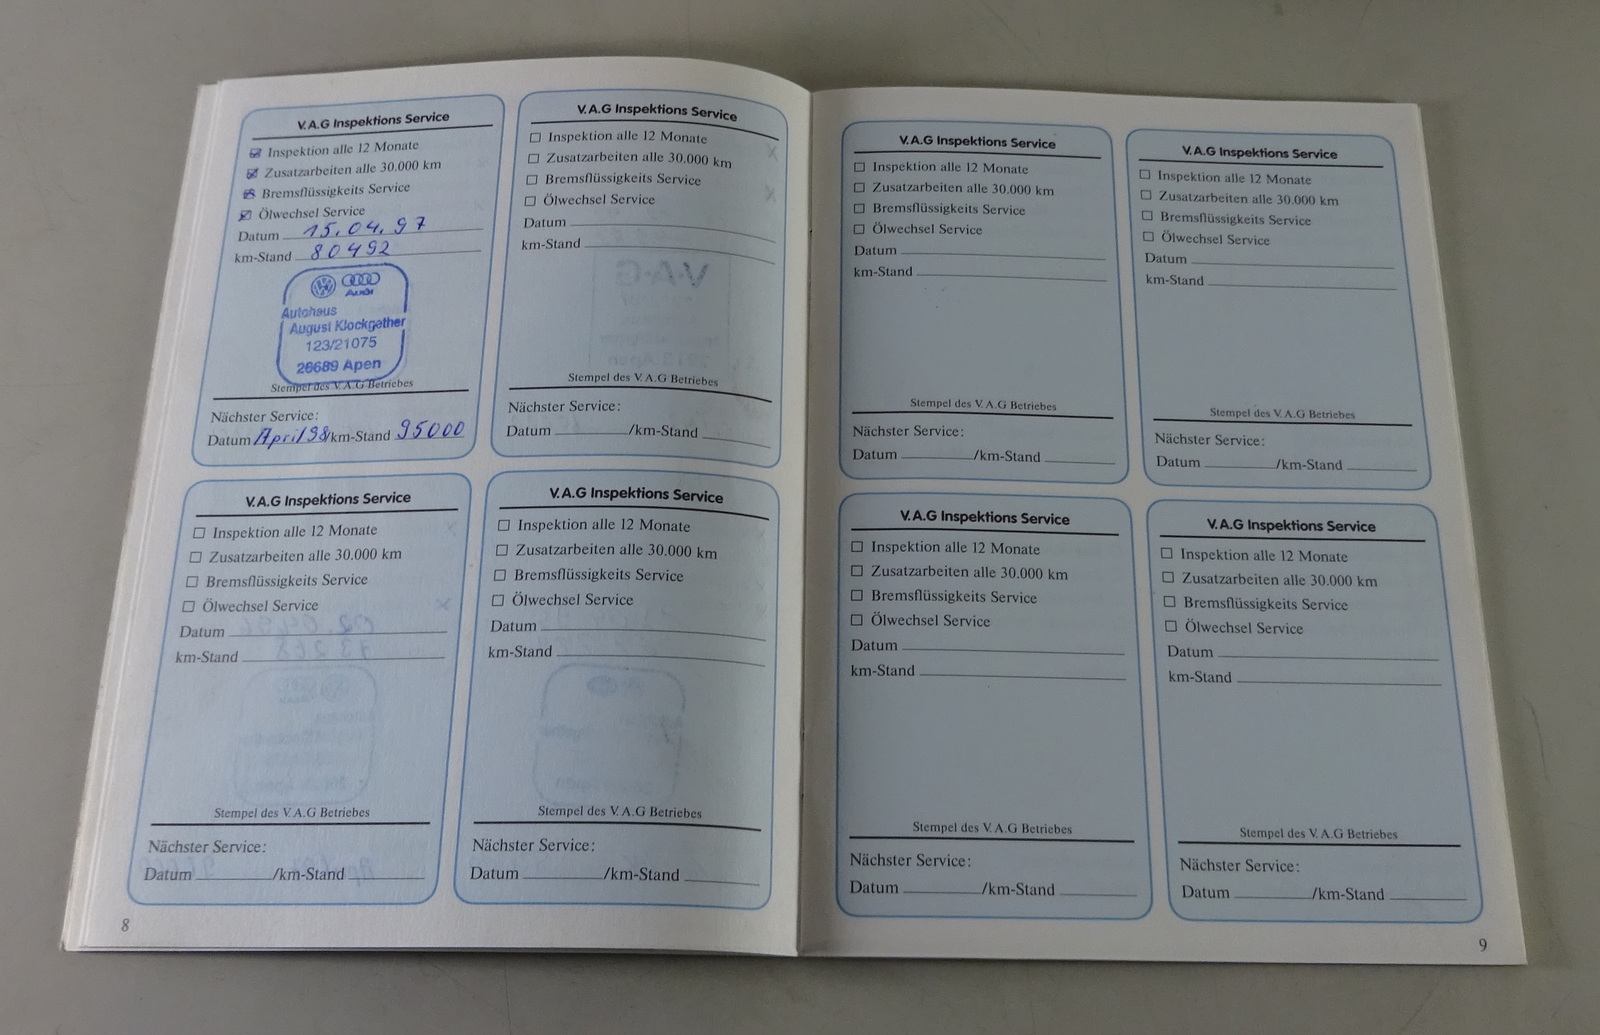 V.A.G Inspektions Service
Inspektion alle 12 Monate
Zusatzarbeiten alle 30.000 km
Bremsflüssigkeits Service
Ölwechsel Service
Datum 15.04.97
km-Stand 80492
Audi
Autohaus
August Klockgether
123/21075
26689 Apen
Stempel des V.A.G Betriebes
Nächster Service:
Datum April 98/km-Stand 95000
V.A.G Inspektions Service
Inspektion alle 12 Monate
Zusatzarbeiten alle 30.000 km
Bremsflüssigkeits Service
Ölwechsel Service
Datum
km-Stand
Stempel des V.A.G Betriebes
Nächster Service:
Datum /km-Stand
V.A.G Inspektions Service
Inspektion alle 12 Monate
Zusatzarbeiten alle 30.000 km
Bremsflüssigkeits Service
Ölwechsel Service
Datum
km-Stand
Stempel des V.A.G Betriebes
Nächster Service:
Datum /km-Stand
V.A.G Inspektions Service
Inspektion alle 12 Monate
Zusatzarbeiten alle 30.000 km
Bremsflüssigkeits Service
Ölwechsel Service
Datum
km-Stand
Stempel des V.A.G Betriebes
Nächster Service:
Datum /km-Stand
8
V.A.G Inspektions Service
Inspektion alle 12 Monate
Zusatzarbeiten alle 30.000 km
Bremsflüssigkeits Service
Ölwechsel Service
Datum
km-Stand
Stempel des V.A.G Betriebes
Nächster Service:
Datum /km-Stand
V.A.G Inspektions Service
Inspektion alle 12 Monate
Zusatzarbeiten alle 30.000 km
Bremsflüssigkeits Service
Ölwechsel Service
Datum
km-Stand
Stempel des V.A.G Betriebes
Nächster Service:
Datum /km-Stand
V.A.G Inspektions Service
Inspektion alle 12 Monate
Zusatzarbeiten alle 30.000 km
Bremsflüssigkeits Service
Ölwechsel Service
Datum
km-Stand
Stempel des V.A.G Betriebes
Nächster Service:
Datum /km-Stand
V.A.G Inspektions Service
Inspektion alle 12 Monate
Zusatzarbeiten alle 30.000 km
Bremsflüssigkeits Service
Ölwechsel Service
Datum
km-Stand
Stempel des V.A.G Betriebes
Nächster Service:
Datum /km-Stand
9